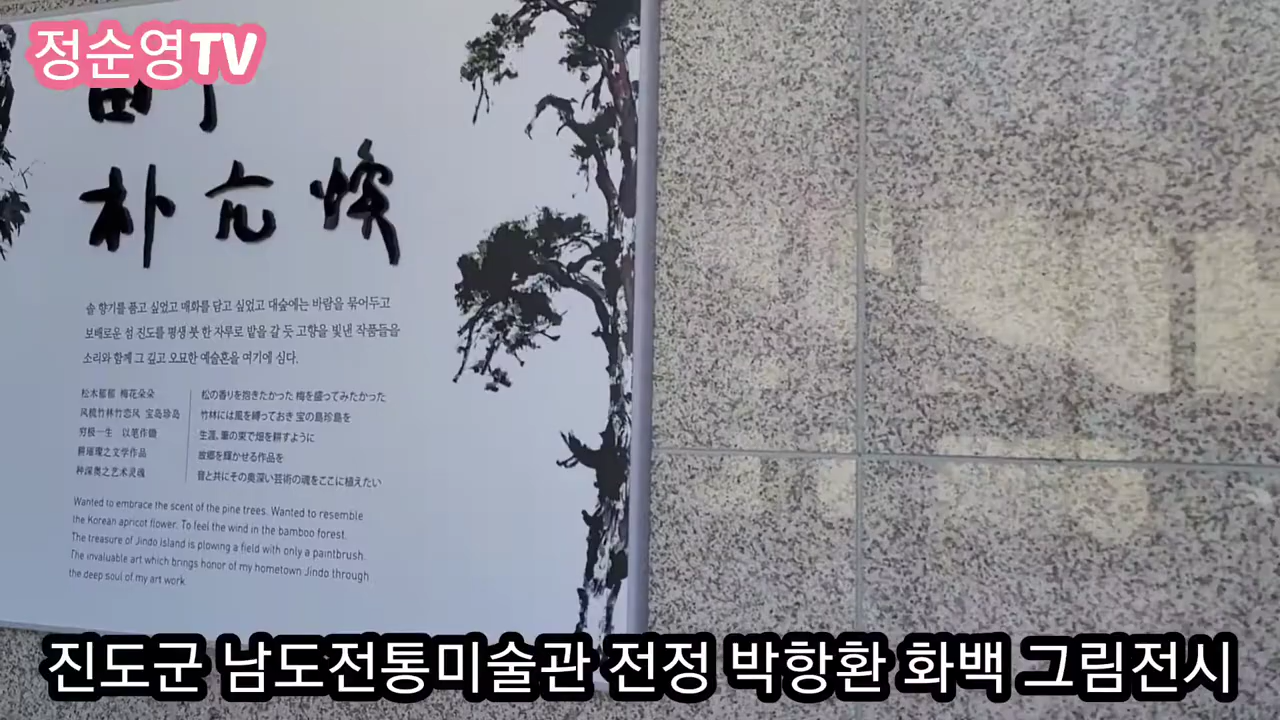 정순영TV
朴亢煥
솔 향기를 품고 싶었고 매화를 담고 싶었고 대숲에는 바람을 묶어두고
보배로운 섬 진도를 평생 붓 한 자루로 밭을 갈 듯 고향을 빛낸 작품들을
소리와 함께 그 깊고 오묘한 예술혼을 여기에 심다.
松木郁郁 梅花朵朵
风梳竹林竹恋风 宝岛珍岛
穷极一生 以笔作锄
耕璀璨之文学作品
种深奥之艺术灵魂
松の香りを抱きたかった 梅を盛ってみたかった
竹林には風を縛っておき 宝の島珍島を
生涯、筆の束で畑を耕すように
故郷を輝かせる作品を
音と共にその奥深い芸術の魂をここに植えたい
Wanted to embrace the scent of the pine trees. Wanted to resemble
the Korean apricot flower. To feel the wind in the bamboo forest.
The treasure of Jindo island is plowing a field with only a paintbrush.
The invaluable art which brings honor of my hometown Jindo through
the deep soul of my art work.
진도군 남도전통미술관 전정 박항환 화백 그림전시